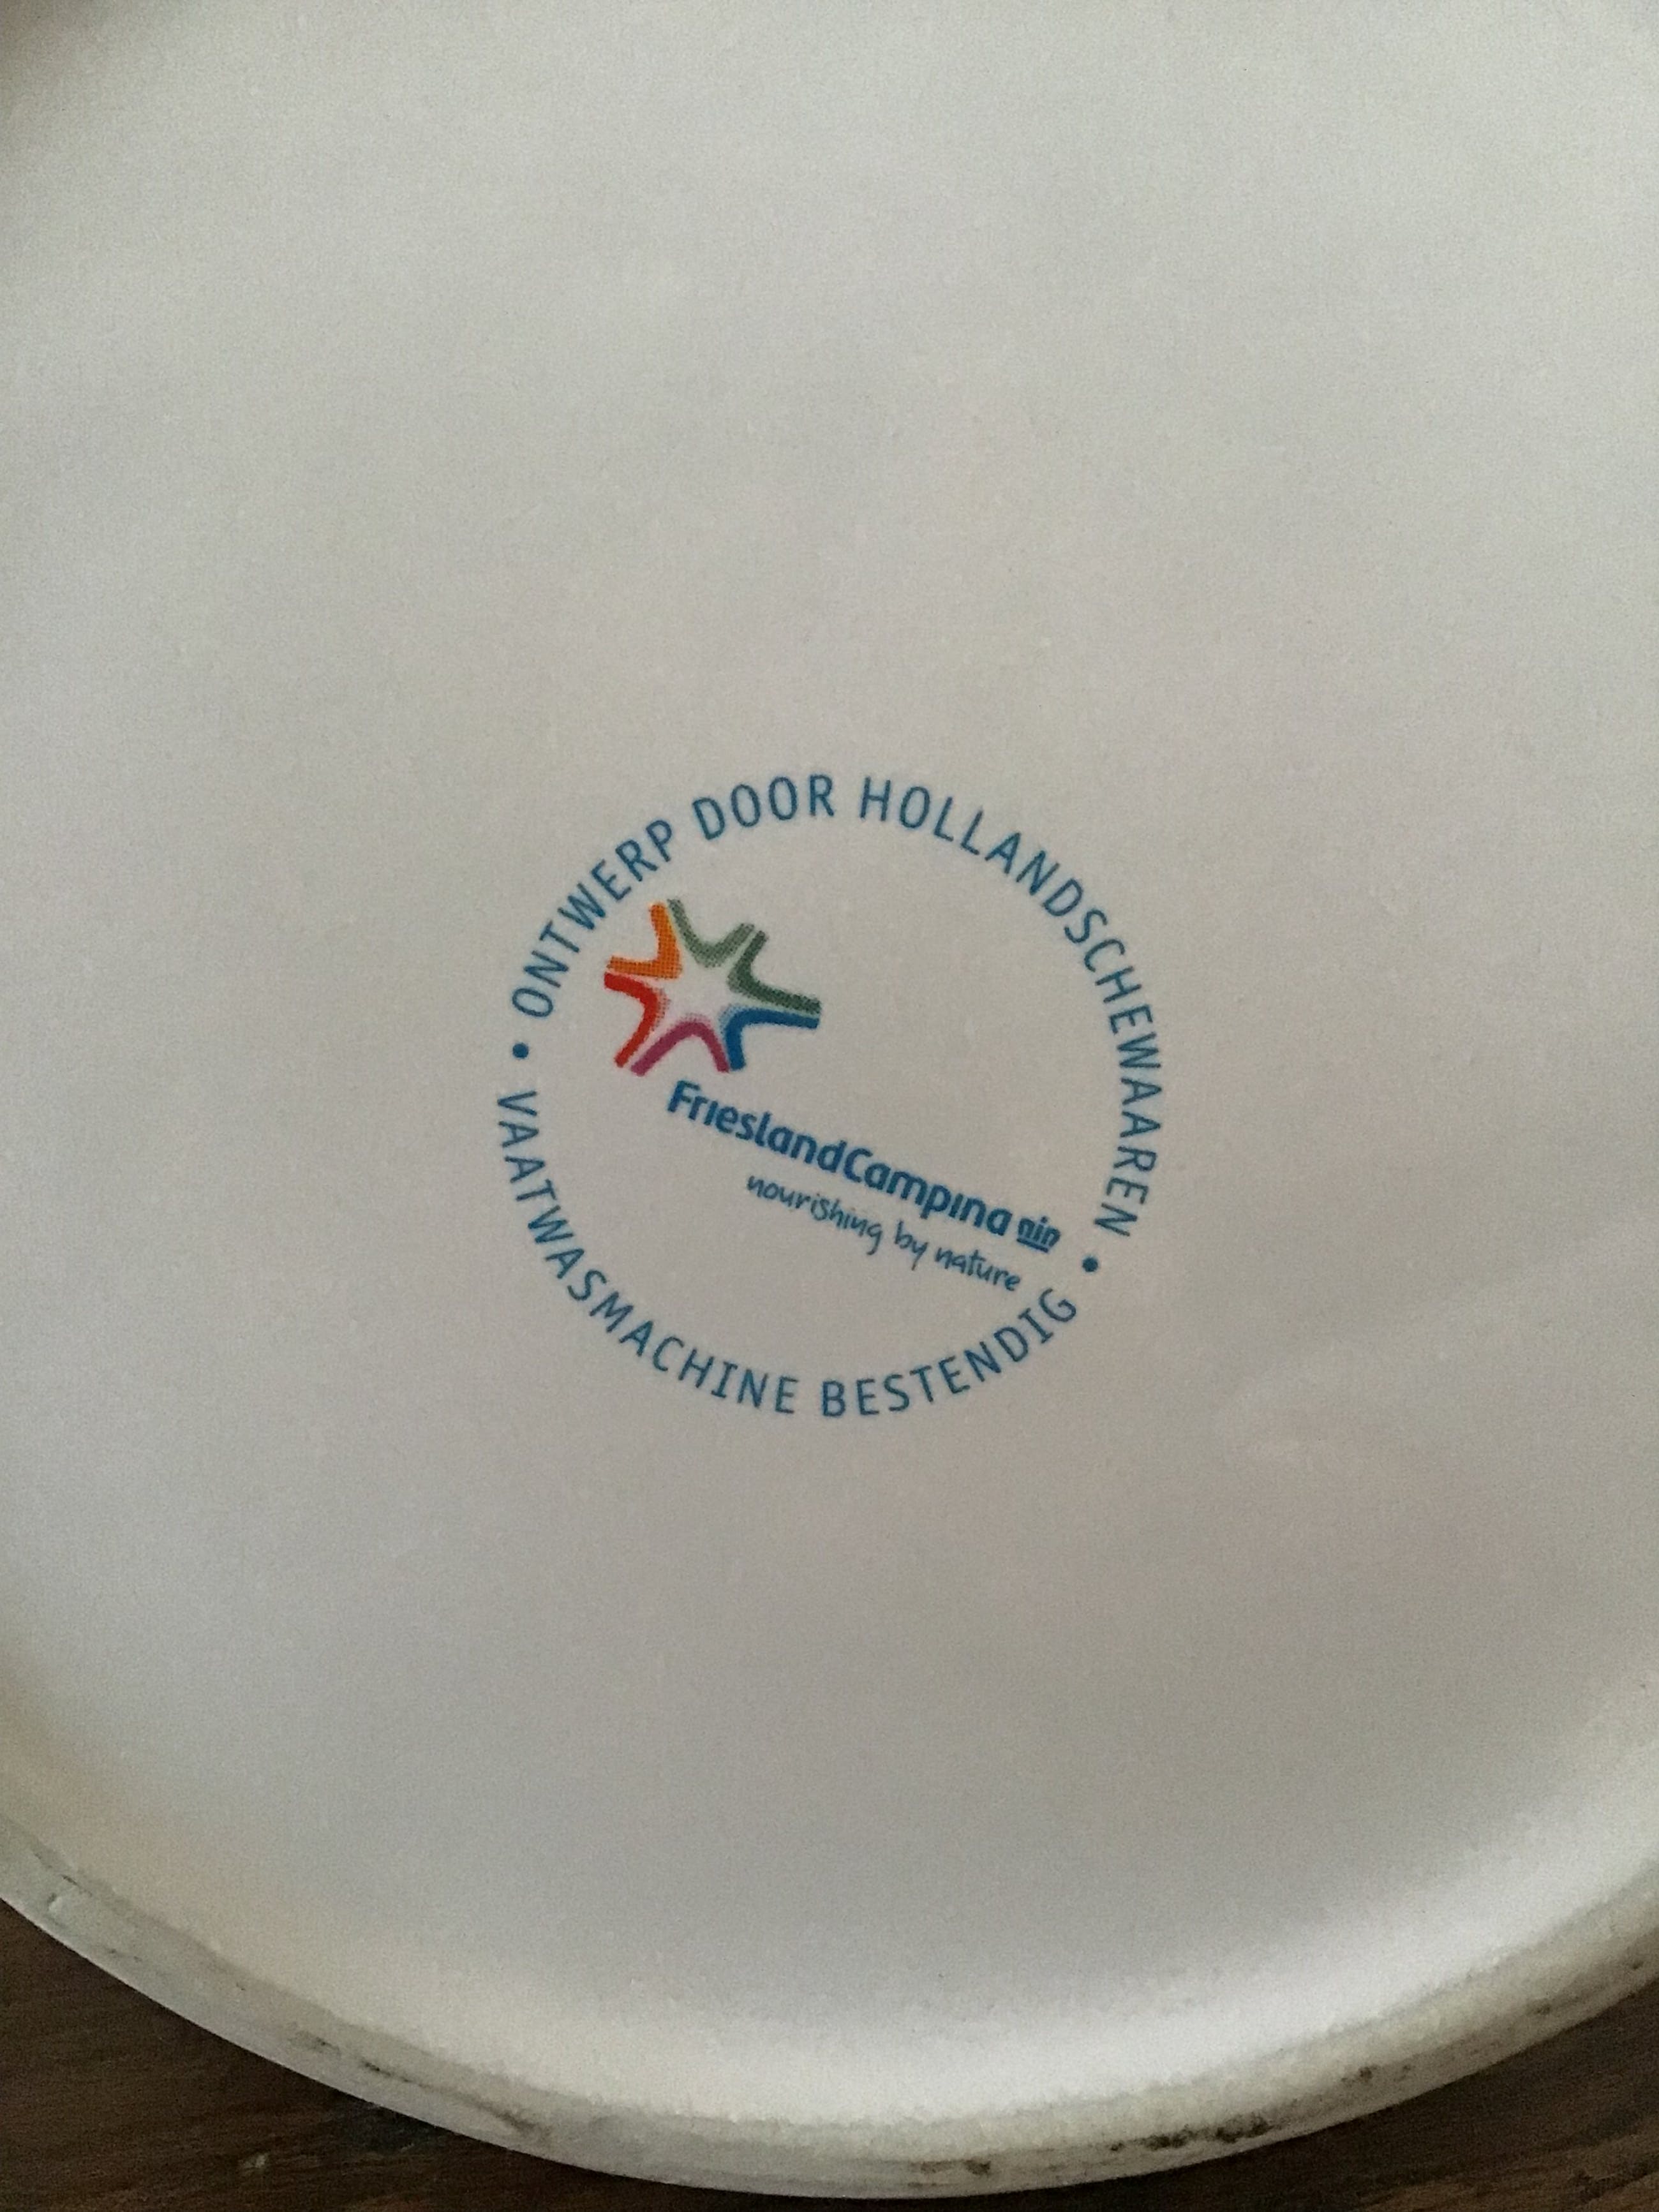 • ONTWERP DOOR HOLLANDSCHEWAAREN •
FrieslandCampina
nourishing by nature
VAATWASMACHINE BESTENDIG